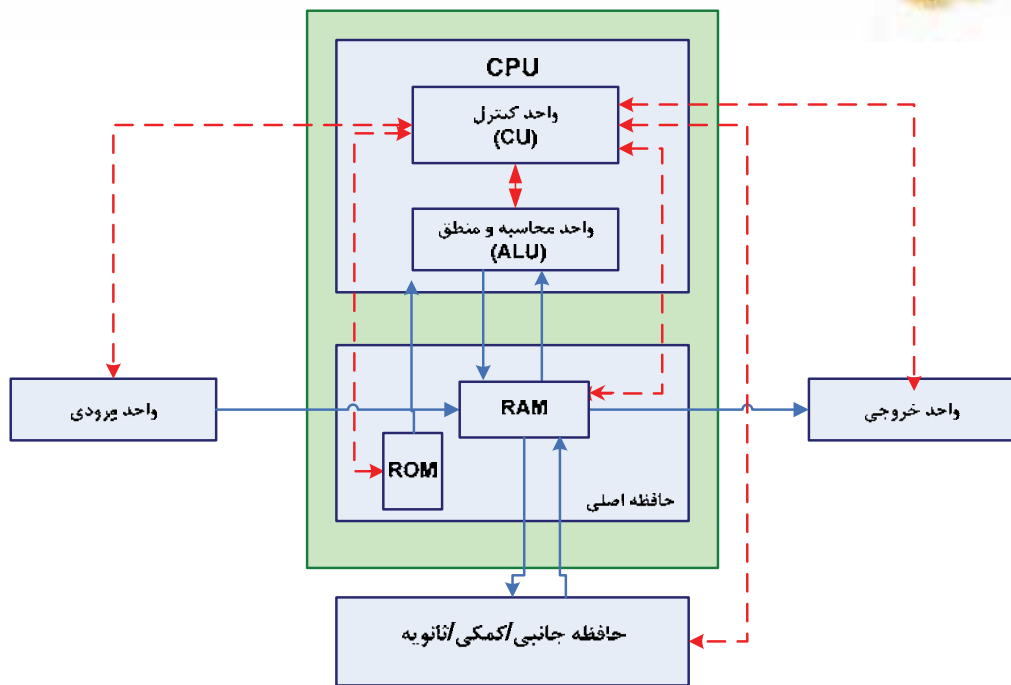 CPU
واحد کنترل
(CU)
واحد محاسبه و منطق
(ALU)
واحد ورودی
RAM
واحد خروجی
ROM
حافظه اصلی
حافظه جانبی/کمکی/ثانویه